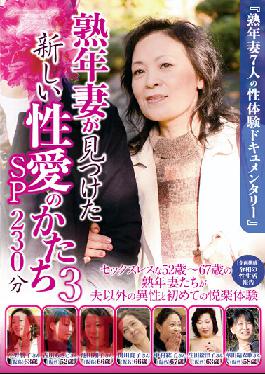 『熟年妻7人の性体験ドキュメンタリー』
熟年妻が見つけた
新しい性愛のかたち3
SP230分
セックスレスな52歳~67歳の
熟年妻たちが、
夫以外の異性と初めての悦楽体験